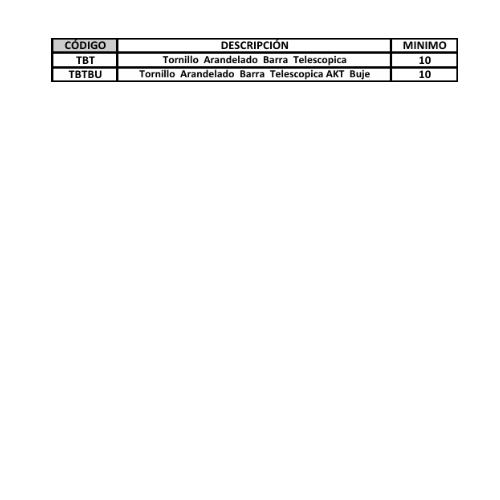 CÓDIGO DESCRIPCIÓN MINIMO
TBT Tornillo Arandelado Barra Telescopica 10
TBTBU Tornillo Arandelado Barra Telescopica AKT Buje 10